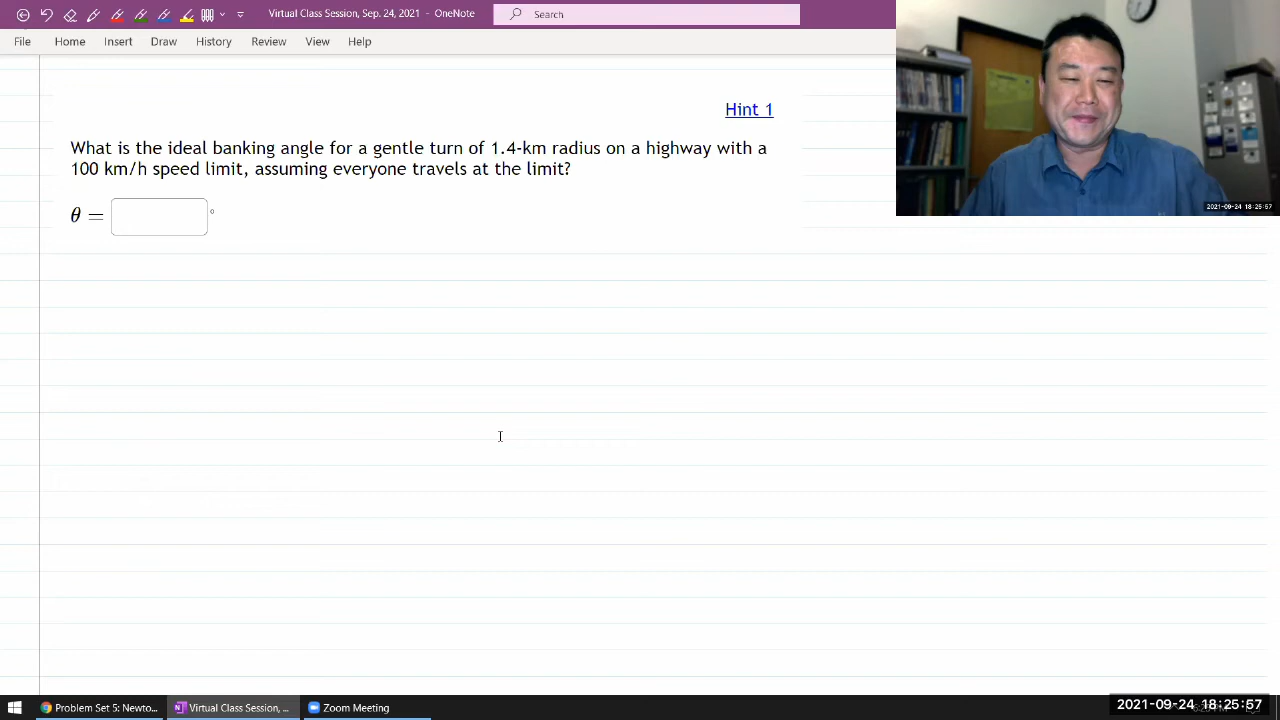 Virtual Class Session, Sep. 24, 2021 - OneNote
Search
File Home Insert Draw History Review View Help
Hint 1
What is the ideal banking angle for a gentle turn of 1.4-km radius on a highway with a
100 km/h speed limit, assuming everyone travels at the limit?
θ = °
2021-09-24 18:25:57
Problem Set 5: Newto...
Virtual Class Session, ...
Zoom Meeting
2021-09-24 18:25:57